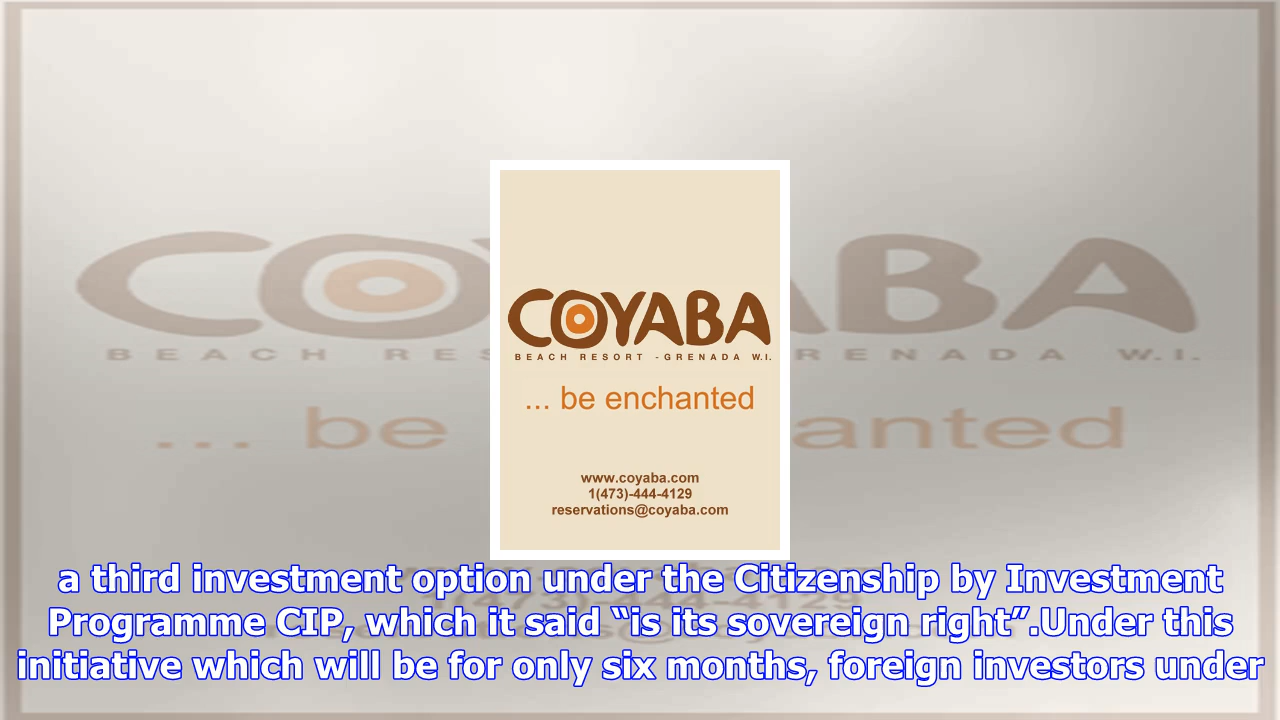 COYABA
BEACH RESORT - GRENADA W.I.
... be enchanted
www.coyaba.com
1(473)-444-4129
reservations@coyaba.com
a third investment option under the Citizenship by Investment
Programme CIP, which it said “is its sovereign right”.Under this
initiative which will be for only six months, foreign investors under